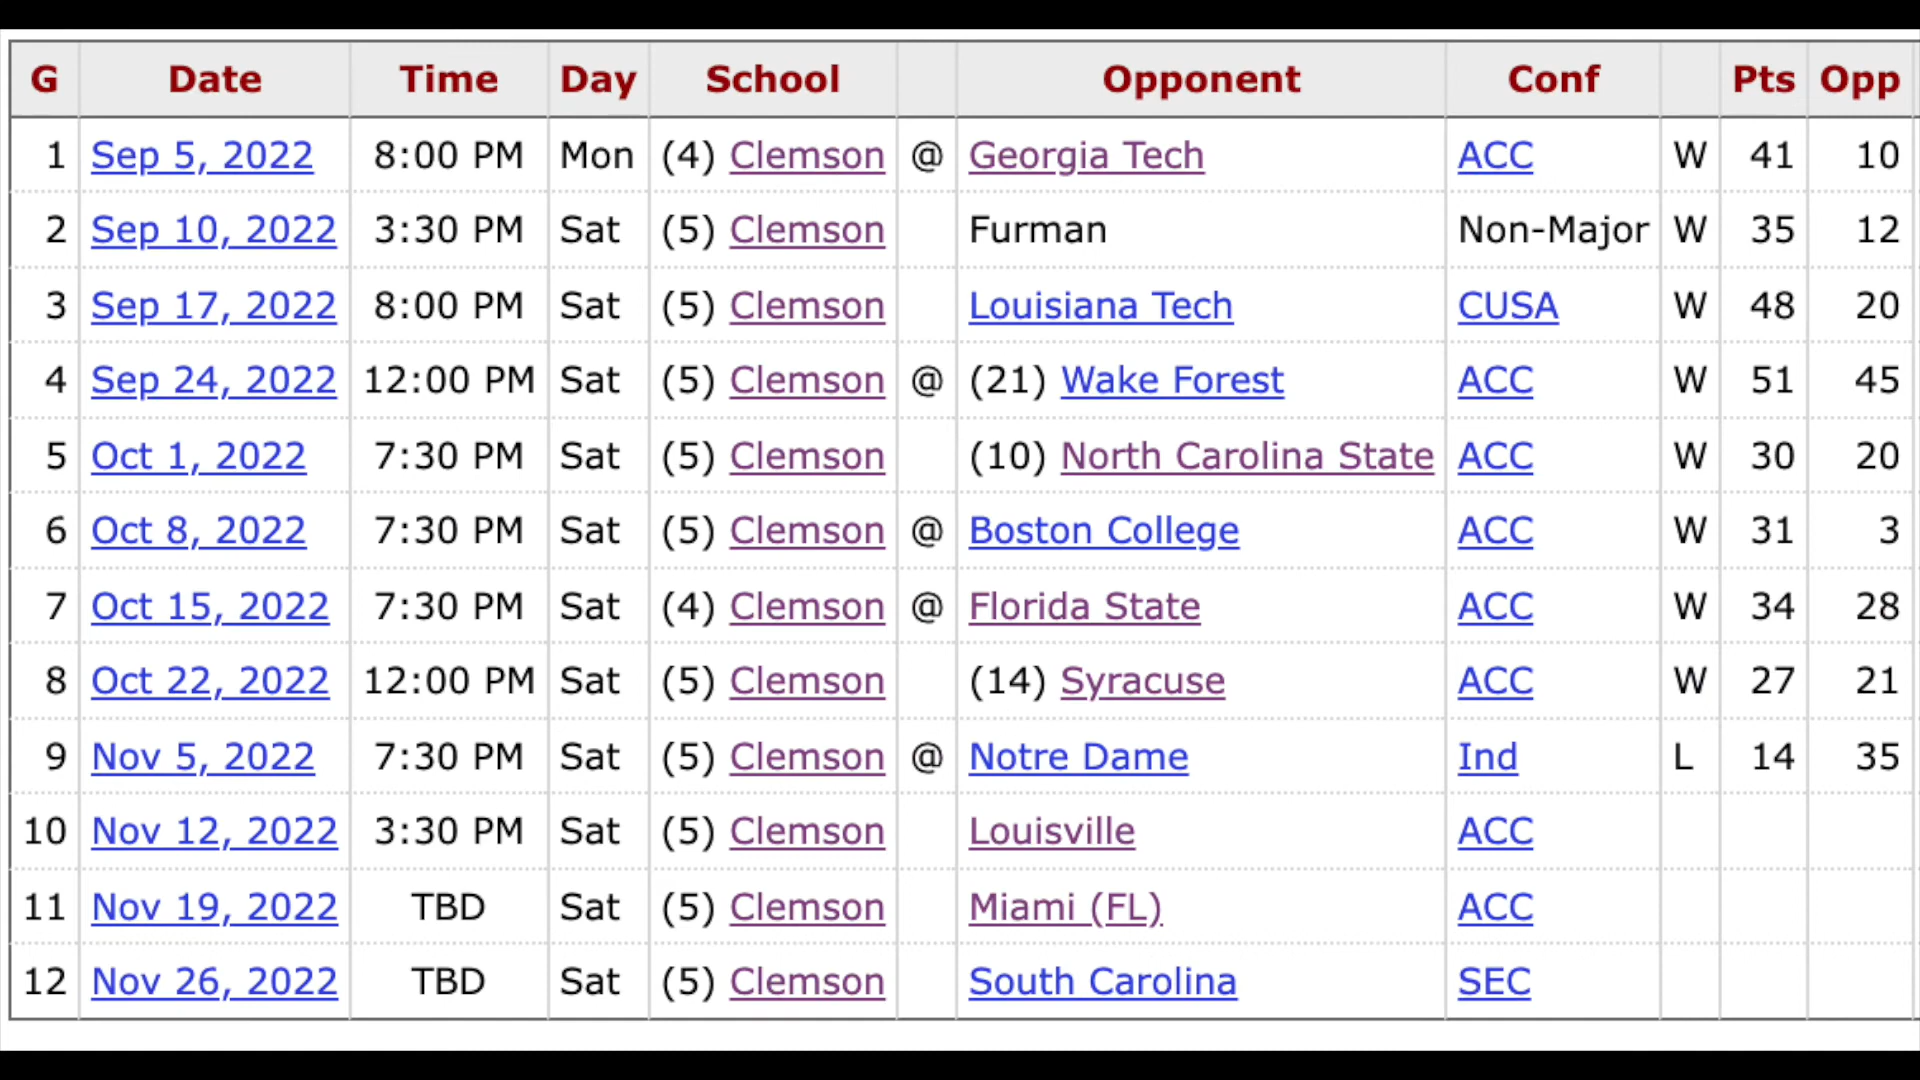 G Date Time Day School Opponent Conf Pts Opp
1 Sep 5, 2022 8:00 PM Mon (4) Clemson @ Georgia Tech ACC W 41 10
2 Sep 10, 2022 3:30 PM Sat (5) Clemson Furman Non-Major W 35 12
3 Sep 17, 2022 8:00 PM Sat (5) Clemson Louisiana Tech CUSA W 48 20
4 Sep 24, 2022 12:00 PM Sat (5) Clemson @ (21) Wake Forest ACC W 51 45
5 Oct 1, 2022 7:30 PM Sat (5) Clemson (10) North Carolina State ACC W 30 20
6 Oct 8, 2022 7:30 PM Sat (5) Clemson @ Boston College ACC W 31 3
7 Oct 15, 2022 7:30 PM Sat (4) Clemson @ Florida State ACC W 34 28
8 Oct 22, 2022 12:00 PM Sat (5) Clemson (14) Syracuse ACC W 27 21
9 Nov 5, 2022 7:30 PM Sat (5) Clemson @ Notre Dame Ind L 14 35
10 Nov 12, 2022 3:30 PM Sat (5) Clemson Louisville ACC
11 Nov 19, 2022 TBD Sat (5) Clemson Miami (FL) ACC
12 Nov 26, 2022 TBD Sat (5) Clemson South Carolina SEC